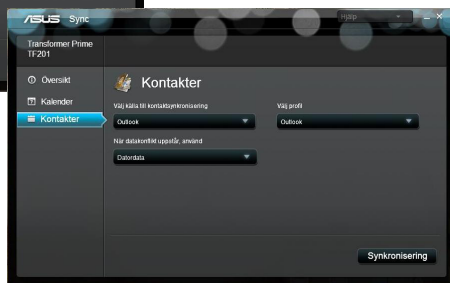 ASUS Sync
Hjälp
Transformer Prime
TF201
Översikt
Kalender
Kontakter
Kontakter
Välj källa till kontaktsynkronisering
Välj profil
Outlook
Outlook
När datakonflikt uppstår, använd
Datordata
Synkronisering